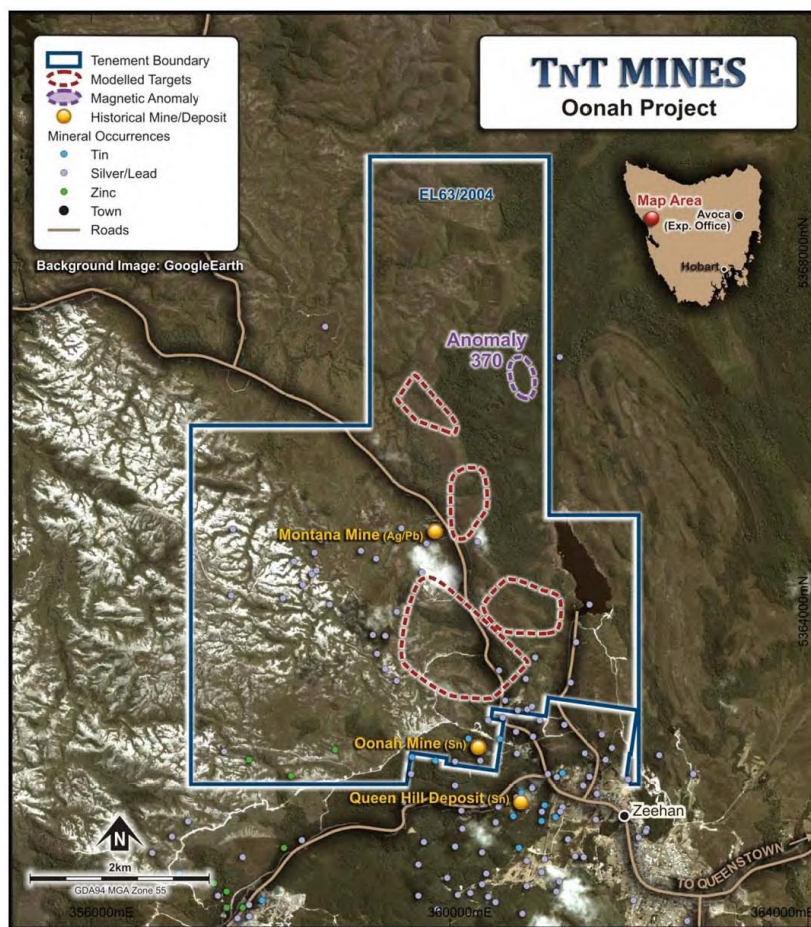 Tenement Boundary
Modelled Targets
Magnetic Anomaly
Historical Mine/Deposit
Mineral Occurrences
Tin
Silver/Lead
Zinc
Town
Roads
Background Image: GoogleEarth
TNT MINES
Oonah Project
EL63/2004
Map Area
Avoca
(Exp. Office)
Hobart
5368000mN
Anomaly
370
Montana Mine (Ag/Pb)
5364000mN
Oonah Mine (Sn)
Queen Hill Deposit (Sn)
Zeehan
N
2km
GDA94 MGA Zone 55
TO QUEENSTOWN
356000mE
360000mE
364000mE